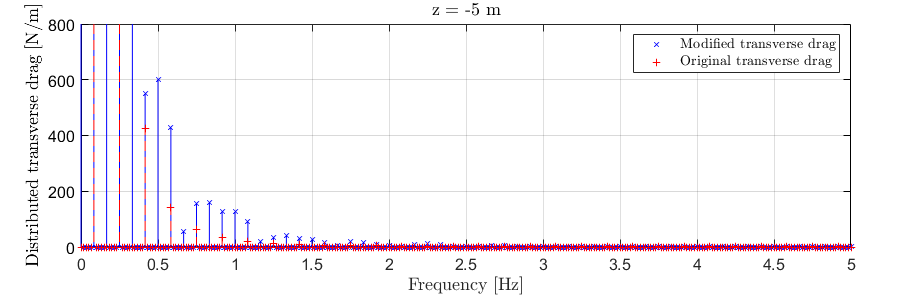 z = -5 m
Distributed transverse drag [N/m]
800
600
400
200
0
Modified transverse drag
Original transverse drag
0 0.5 1 1.5 2 2.5 3 3.5 4 4.5 5
Frequency [Hz]